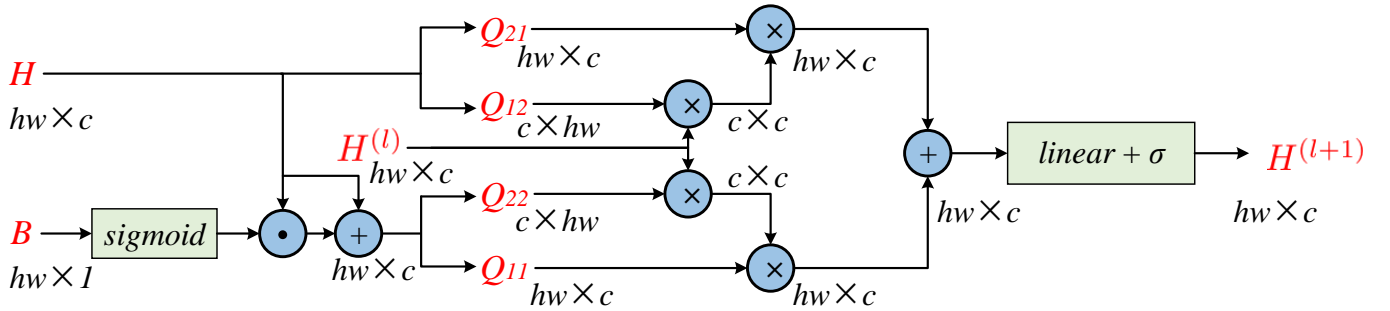 Q₂₁
×
hw×c
hw×c
H
hw×c
Q₁₂
×
c×hw
c×c
H⁽ˡ⁾
hw×c
+
linear + σ
H⁽ˡ⁺¹⁾
hw×c
hw×c
Q₂₂
×
c×c
c×hw
B
sigmoid
•
+
hw×1
hw×c
Q₁₁
×
hw×c
hw×c